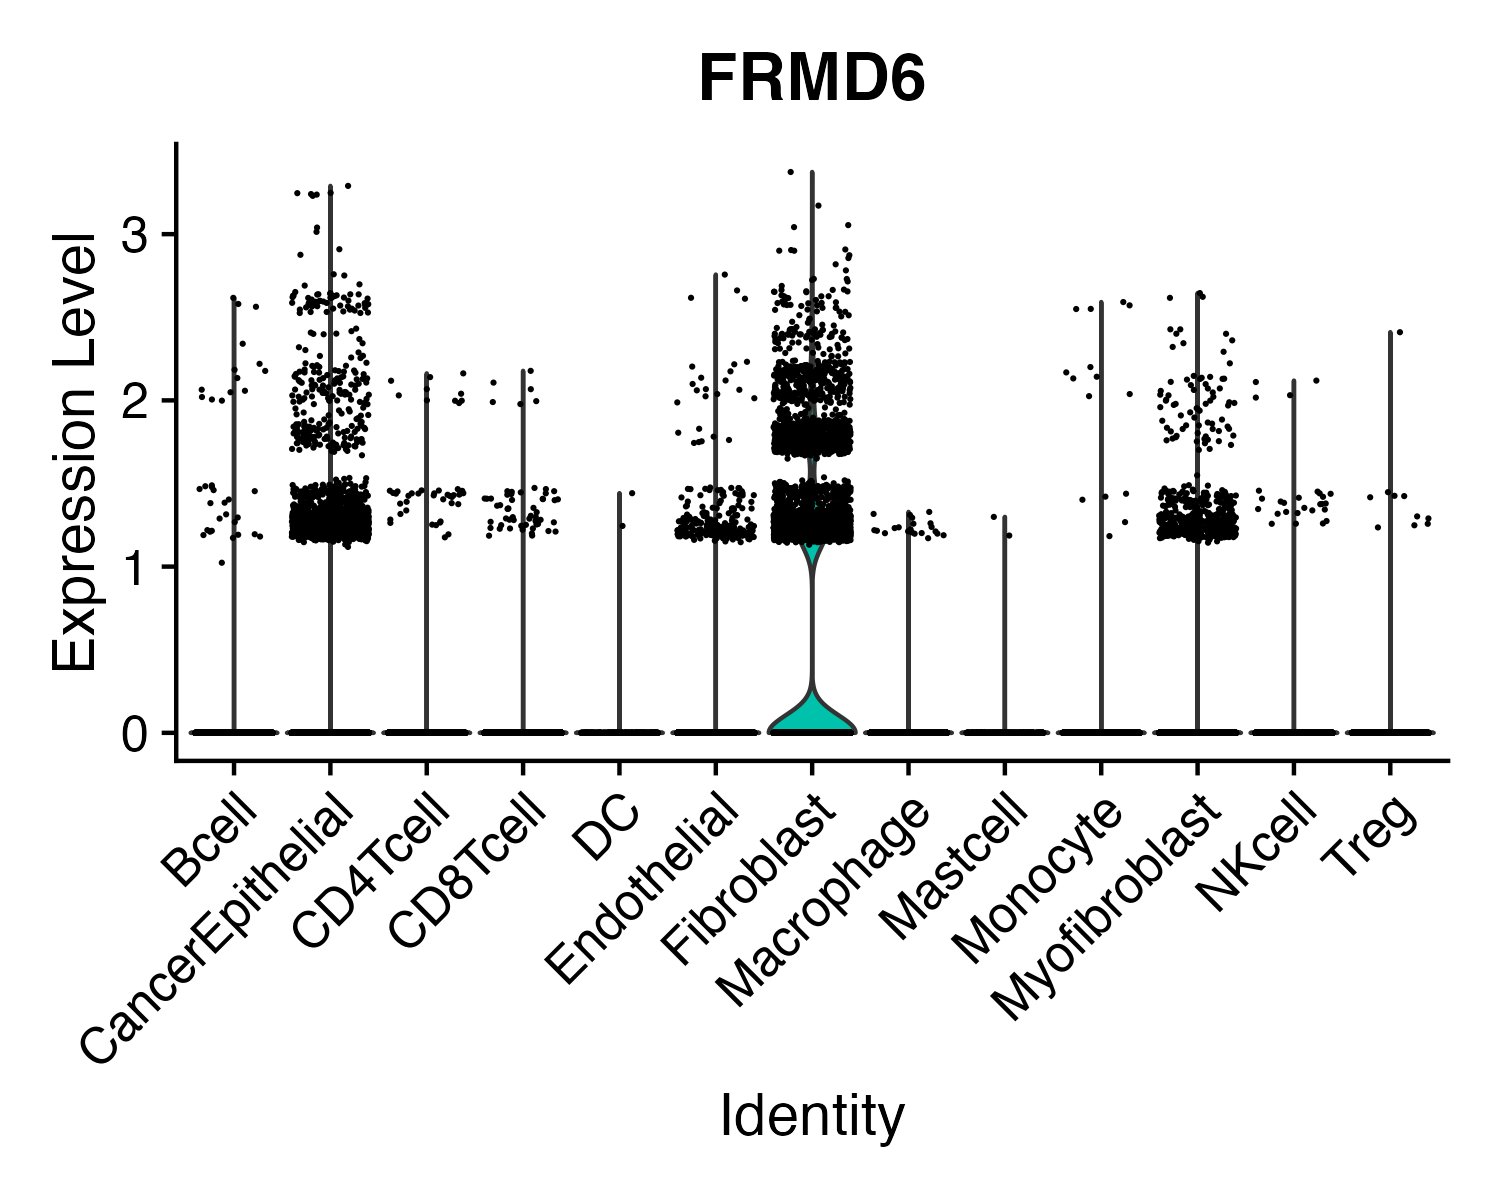 FRMD6
Expression Level
3
2
1
0
Bcell
CancerEpithelial
CD4Tcell
CD8Tcell
DC
Endothelial
Fibroblast
Macrophage
Mastcell
Monocyte
Myofibroblast
NKcell
Treg
Identity